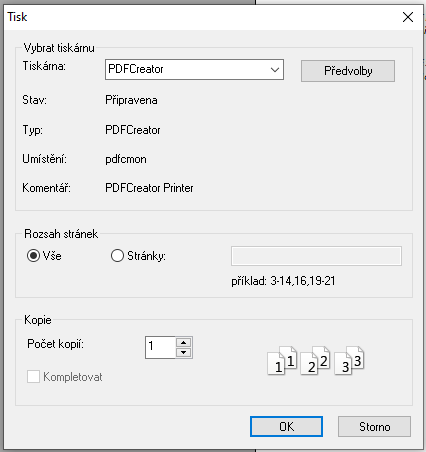 Tisk
Vybrat tiskárnu
Tiskárna: PDFCreator Předvolby
Stav: Připravena
Typ: PDFCreator
Umístění: pdfcmon
Komentář: PDFCreator Printer
Rozsah stránek
Vše Stránky:
příklad: 3-14,16,19-21
Kopie
Počet kopií: 1
1 1 2 2 3 3
Kompletovat
OK Storno